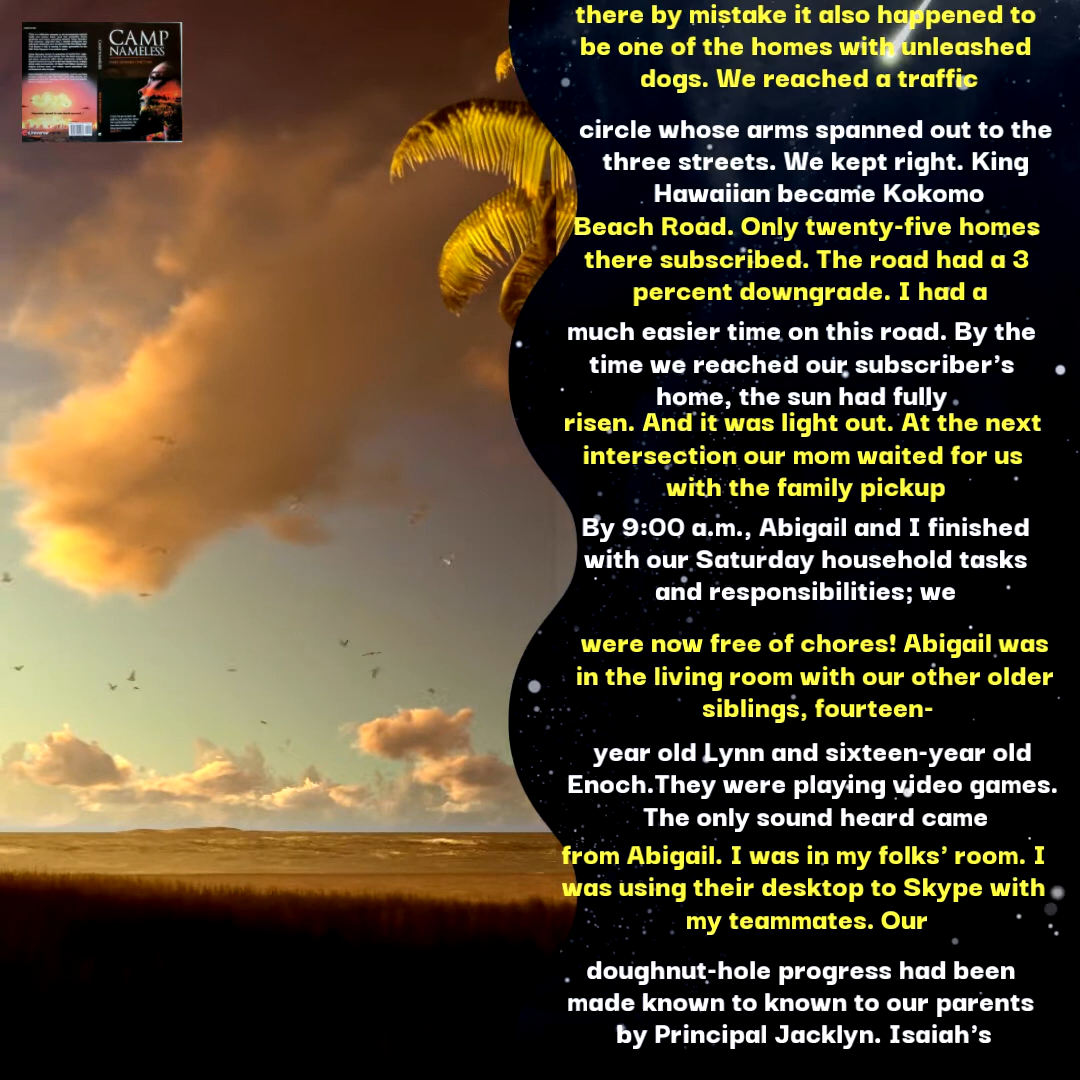 CAMP
NAMELESS
there by mistake it also happened to
be one of the homes with unleashed
dogs. We reached a traffic
circle whose arms spanned out to the
three streets. We kept right. King
Hawaiian became Kokomo
Beach Road. Only twenty-five homes
there subscribed. The road had a 3
percent downgrade. I had a
much easier time on this road. By the
time we reached our subscriber's
home, the sun had fully
risen. And it was light out. At the next
intersection our mom waited for us
with the family pickup
By 9:00 a.m., Abigail and I finished
with our Saturday household tasks
and responsibilities; we
were now free of chores! Abigail was
in the living room with our other older
siblings, fourteen-
year old Lynn and sixteen-year old
Enoch.They were playing video games.
The only sound heard came
from Abigail. I was in my folks' room. I
was using their desktop to Skype with
my teammates. Our
doughnut-hole progress had been
made known to known to our parents
by Principal Jacklyn. Isaiah's